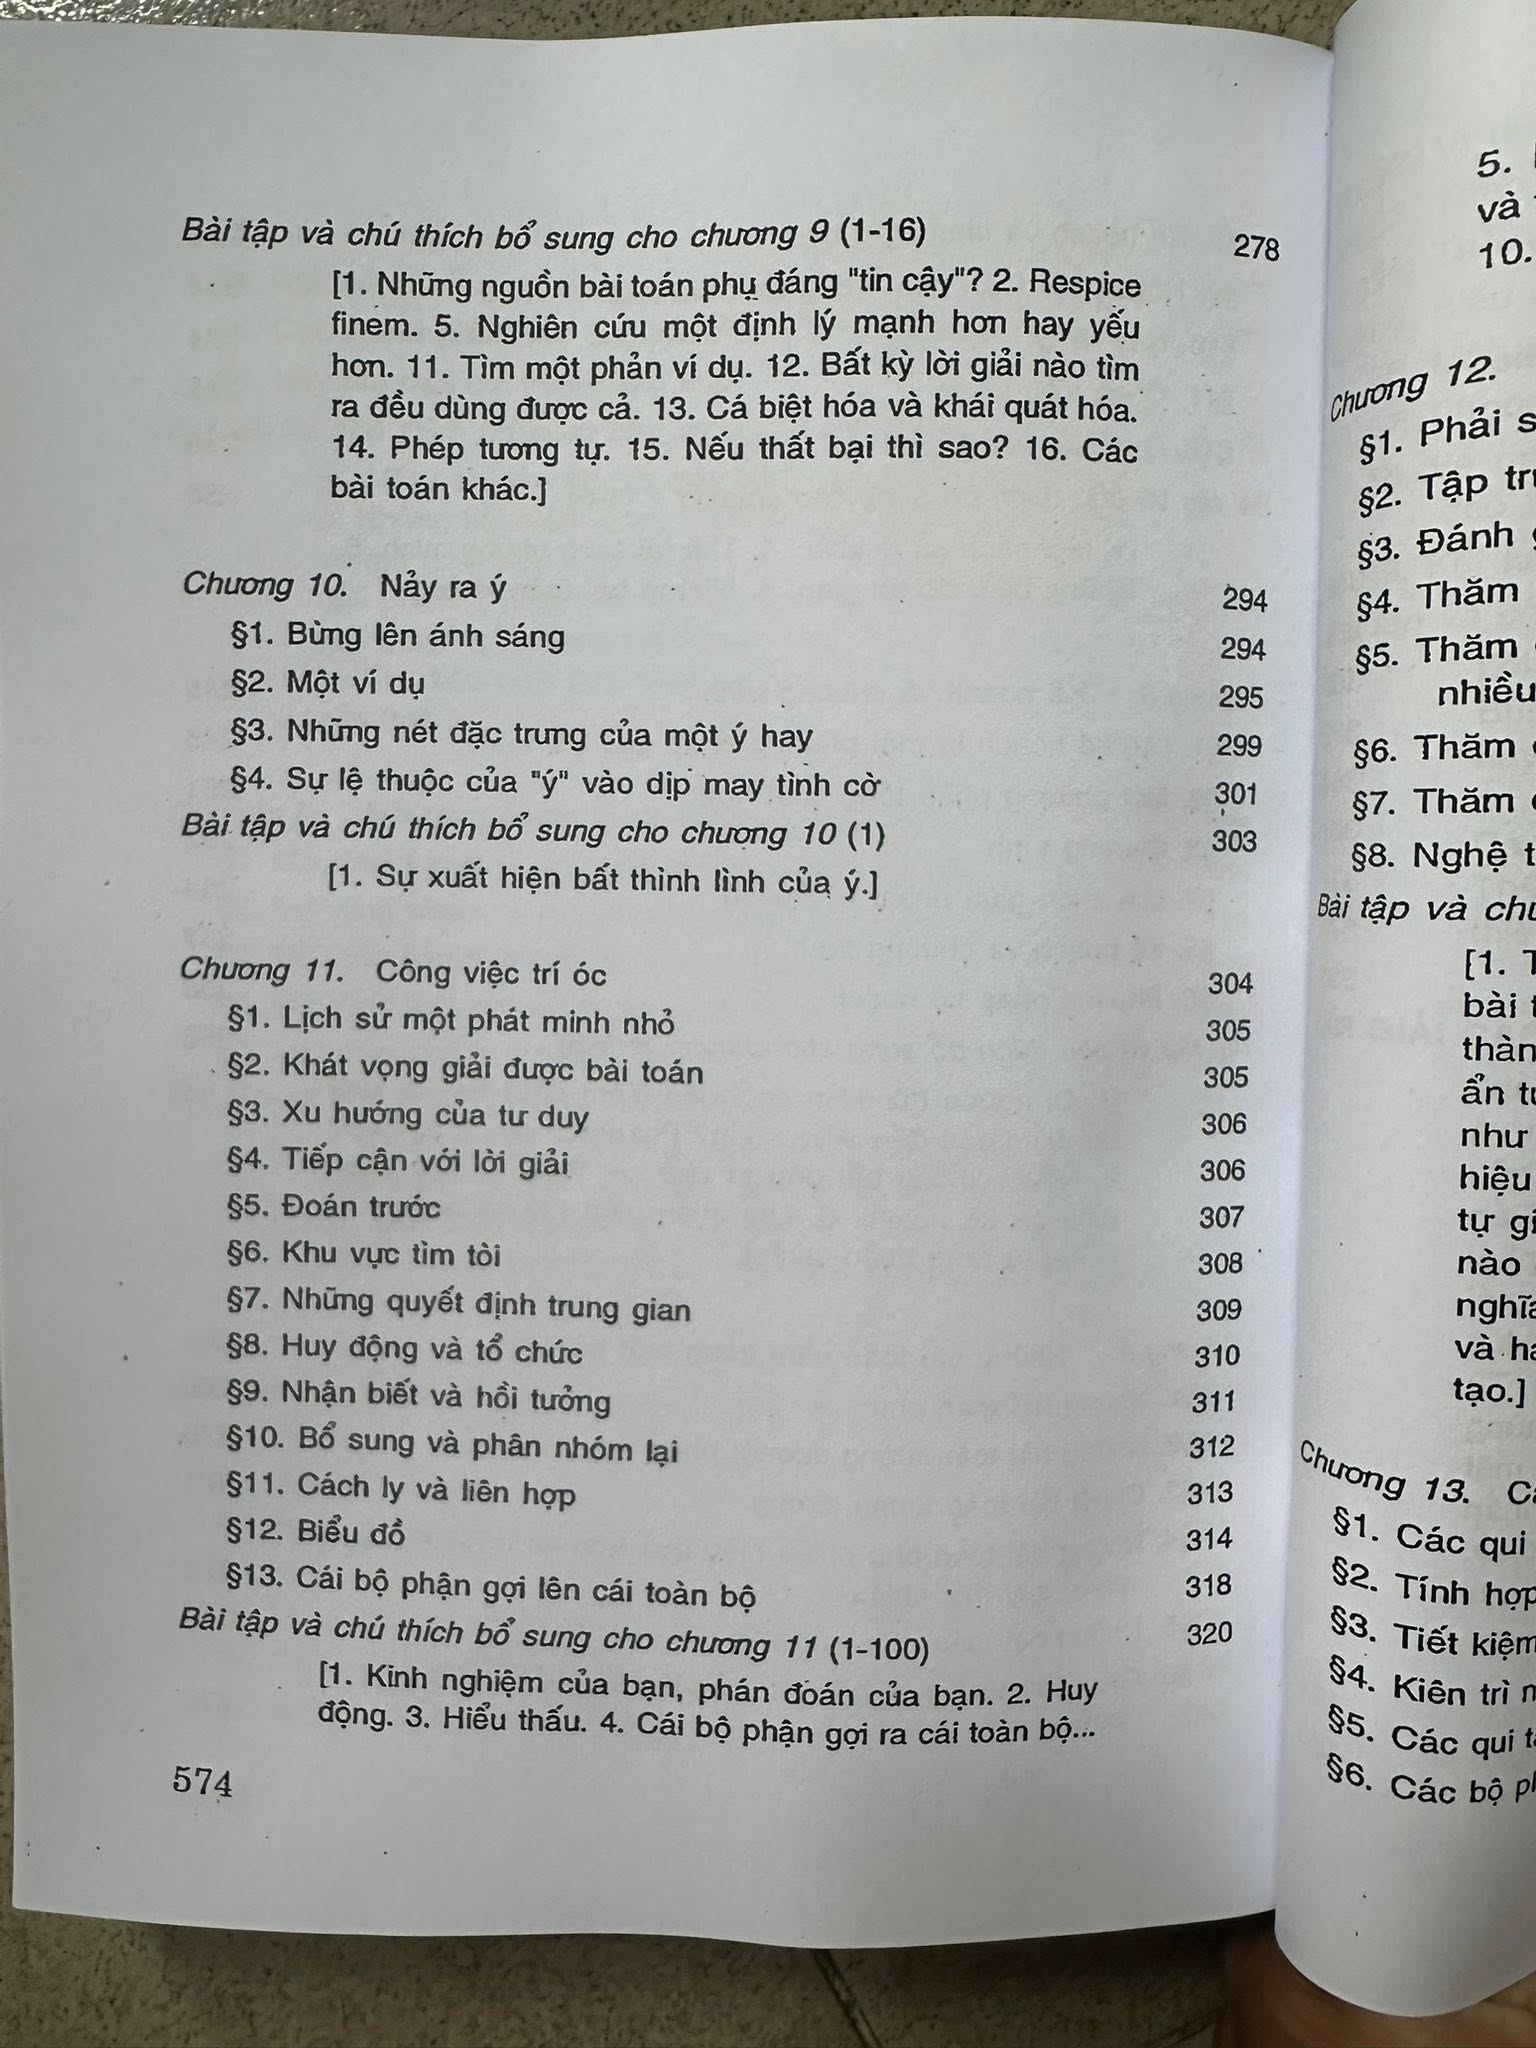 Bài tập và chú thích bổ sung cho chương 9 (1-16) 278
[1. Những nguồn bài toán phụ đáng "tin cậy"? 2. Respice
finem. 5. Nghiên cứu một định lý mạnh hơn hay yếu
hơn. 11. Tìm một phản ví dụ. 12. Bất kỳ lời giải nào tìm
ra đều dùng được cả. 13. Cá biệt hóa và khái quát hóa.
14. Phép tương tự. 15. Nếu thất bại thì sao? 16. Các
bài toán khác.]
Chương 10. Nảy ra ý 294
§1. Bừng lên ánh sáng 294
§2. Một ví dụ 295
§3. Những nét đặc trưng của một ý hay 299
§4. Sự lệ thuộc của "ý" vào dịp may tình cờ 301
Bài tập và chú thích bổ sung cho chương 10 (1) 303
[1. Sự xuất hiện bất thình lình của ý.]
Chương 11. Công việc trí óc 304
§1. Lịch sử một phát minh nhỏ 305
§2. Khát vọng giải được bài toán 305
§3. Xu hướng của tư duy 306
§4. Tiếp cận với lời giải 306
§5. Đoán trước 307
§6. Khu vực tìm tòi 308
§7. Những quyết định trung gian 309
§8. Huy động và tổ chức 310
§9. Nhận biết và hồi tưởng 311
§10. Bổ sung và phân nhóm lại 312
§11. Cách ly và liên hợp 313
§12. Biểu đồ 314
§13. Cái bộ phận gợi lên cái toàn bộ 318
Bài tập và chú thích bổ sung cho chương 11 (1-100) 320
[1. Kinh nghiệm của bạn, phán đoán của bạn. 2. Huy
động. 3. Hiểu thấu. 4. Cái bộ phận gợi ra cái toàn bộ...
574
5.
và
10.
Chương 12.
§1. Phải
§2. Tập
§3. Đánh
§4. Thăm
§5. Thăm
nhiều
§6. Thăm
§7. Thăm
§8. Nghệ
Bài tập và
[1.
bài
ẩn
như
hiệu
tự
nào
và
tạo.]
Chương 13.
§1. Các qui
§2. Tính
§3. Tiết kiệm
§4. Kiên trì
§5. Các qui
§6. Các bộ